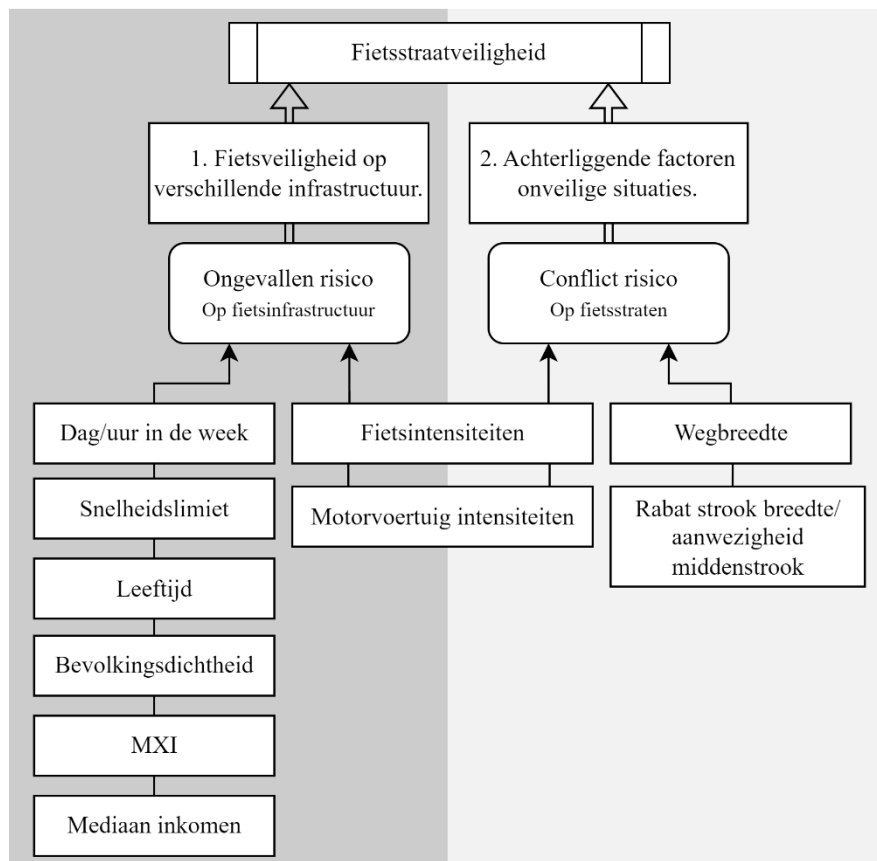 Fietsstraatveiligheid
1. Fietsveiligheid op
verschillende infrastructuur.
2. Achterliggende factoren
onveilige situaties.
Ongevallen risico
Op fietsinfrastructuur
Conflict risico
Op fietsstraten
Dag/uur in de week
Fietsintensiteiten
Wegbreedte
Snelheidslimiet
Motorvoertuig intensiteiten
Rabat strook breedte/
aanwezigheid
middenstrook
Leeftijd
Bevolkingsdichtheid
MXI
Mediaan inkomen